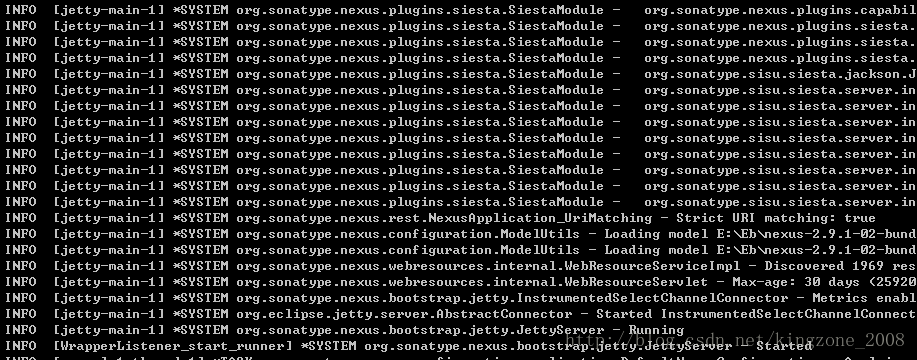 INFO [jetty-main-1] *SYSTEM org.sonatype.nexus.plugins.siesta.SiestaModule - org.sonatype.nexus.plugins.capabil
INFO [jetty-main-1] *SYSTEM org.sonatype.nexus.plugins.siesta.SiestaModule - org.sonatype.nexus.plugins.siesta.
INFO [jetty-main-1] *SYSTEM org.sonatype.nexus.plugins.siesta.SiestaModule - org.sonatype.nexus.plugins.siesta.
INFO [jetty-main-1] *SYSTEM org.sonatype.nexus.plugins.siesta.SiestaModule - org.sonatype.nexus.plugins.siesta.
INFO [jetty-main-1] *SYSTEM org.sonatype.nexus.plugins.siesta.SiestaModule - org.sonatype.sisu.siesta.jackson.J
INFO [jetty-main-1] *SYSTEM org.sonatype.nexus.plugins.siesta.SiestaModule - org.sonatype.sisu.siesta.server.in
INFO [jetty-main-1] *SYSTEM org.sonatype.nexus.plugins.siesta.SiestaModule - org.sonatype.sisu.siesta.server.in
INFO [jetty-main-1] *SYSTEM org.sonatype.nexus.plugins.siesta.SiestaModule - org.sonatype.sisu.siesta.server.in
INFO [jetty-main-1] *SYSTEM org.sonatype.nexus.plugins.siesta.SiestaModule - org.sonatype.sisu.siesta.server.in
INFO [jetty-main-1] *SYSTEM org.sonatype.nexus.plugins.siesta.SiestaModule - org.sonatype.sisu.siesta.server.in
INFO [jetty-main-1] *SYSTEM org.sonatype.nexus.plugins.siesta.SiestaModule - org.sonatype.sisu.siesta.server.in
INFO [jetty-main-1] *SYSTEM org.sonatype.nexus.plugins.siesta.SiestaModule - org.sonatype.sisu.siesta.server.in
INFO [jetty-main-1] *SYSTEM org.sonatype.nexus.plugins.siesta.SiestaModule - org.sonatype.sisu.siesta.server.in
INFO [jetty-main-1] *SYSTEM org.sonatype.nexus.rest.NexusApplication_UriMatching - Strict URI matching: true
INFO [jetty-main-1] *SYSTEM org.sonatype.nexus.configuration.ModelUtils - Loading model E:\Eb\nexus-2.9.1-02-bund
INFO [jetty-main-1] *SYSTEM org.sonatype.nexus.configuration.ModelUtils - Loading model E:\Eb\nexus-2.9.1-02-bund
INFO [jetty-main-1] *SYSTEM org.sonatype.nexus.webresources.internal.WebResourceServiceImpl - Discovered 1969 res
INFO [jetty-main-1] *SYSTEM org.sonatype.nexus.webresources.internal.WebResourceServlet - Max-age: 30 days (25920
INFO [jetty-main-1] *SYSTEM org.sonatype.nexus.bootstrap.jetty.InstrumentedSelectChannelConnector - Metrics enabl
INFO [jetty-main-1] *SYSTEM org.eclipse.jetty.server.AbstractConnector - Started InstrumentedSelectChannelConnect
INFO [jetty-main-1] *SYSTEM org.sonatype.nexus.bootstrap.jetty.JettyServer - Running
INFO [WrapperListener_start_runner] *SYSTEM org.sonatype.nexus.bootstrap.jetty.JettyServer - Started
http://blog.csdn.net/kingzone_2008